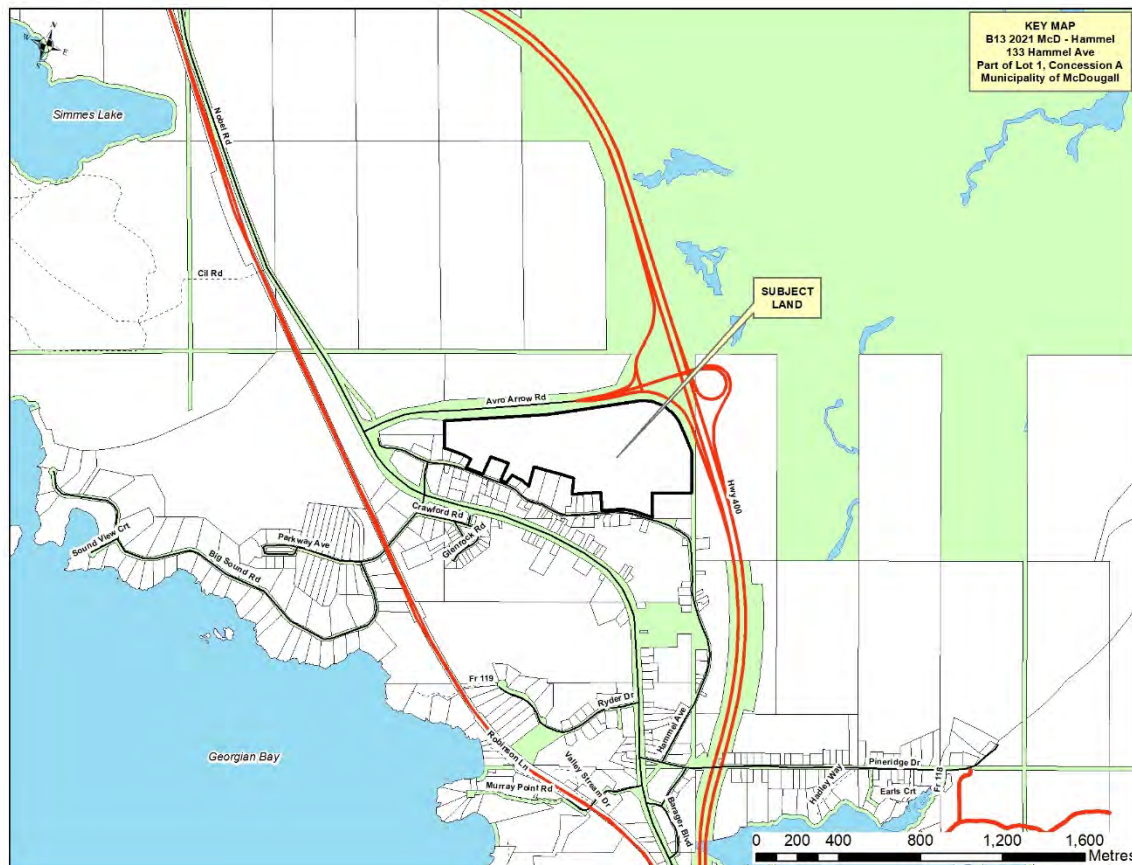 KEY MAP
B13 2021 McD - Hammel
133 Hammel Ave
Part of Lot 1, Concession A
Municipality of McDougall
N
W
E
S
Simmes Lake
Nobel Rd
Cil Rd
SUBJECT
LAND
Avro Arrow Rd
Hwy 400
Crawford Rd
Glenrock Rd
Parkway Ave
Sound View Crt
Big Sound Rd
Fr 119
Ryder Dr
Hammel Ave
Georgian Bay
Robinson Ln
Valley Stream Dr
Murray Point Rd
Barager Blvd
Pineridge Dr
Hadley Way
Earls Crt
0 200 400 800 1,200 1,600
Metres